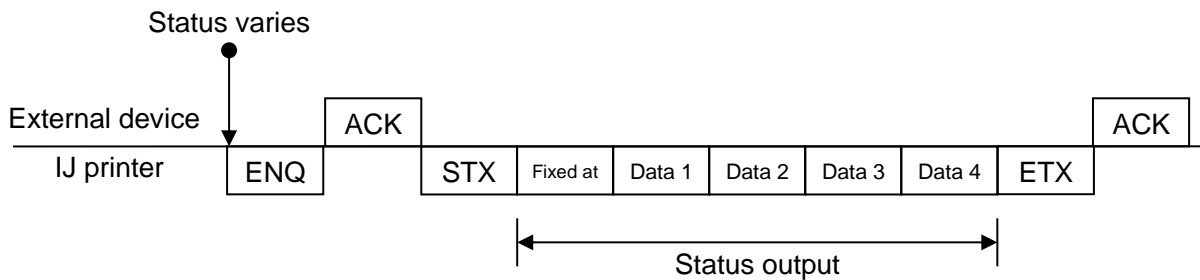 Status varies
External device
ACK
ACK
IJ printer
ENQ
STX
Fixed at
Data 1
Data 2
Data 3
Data 4
ETX
Status output